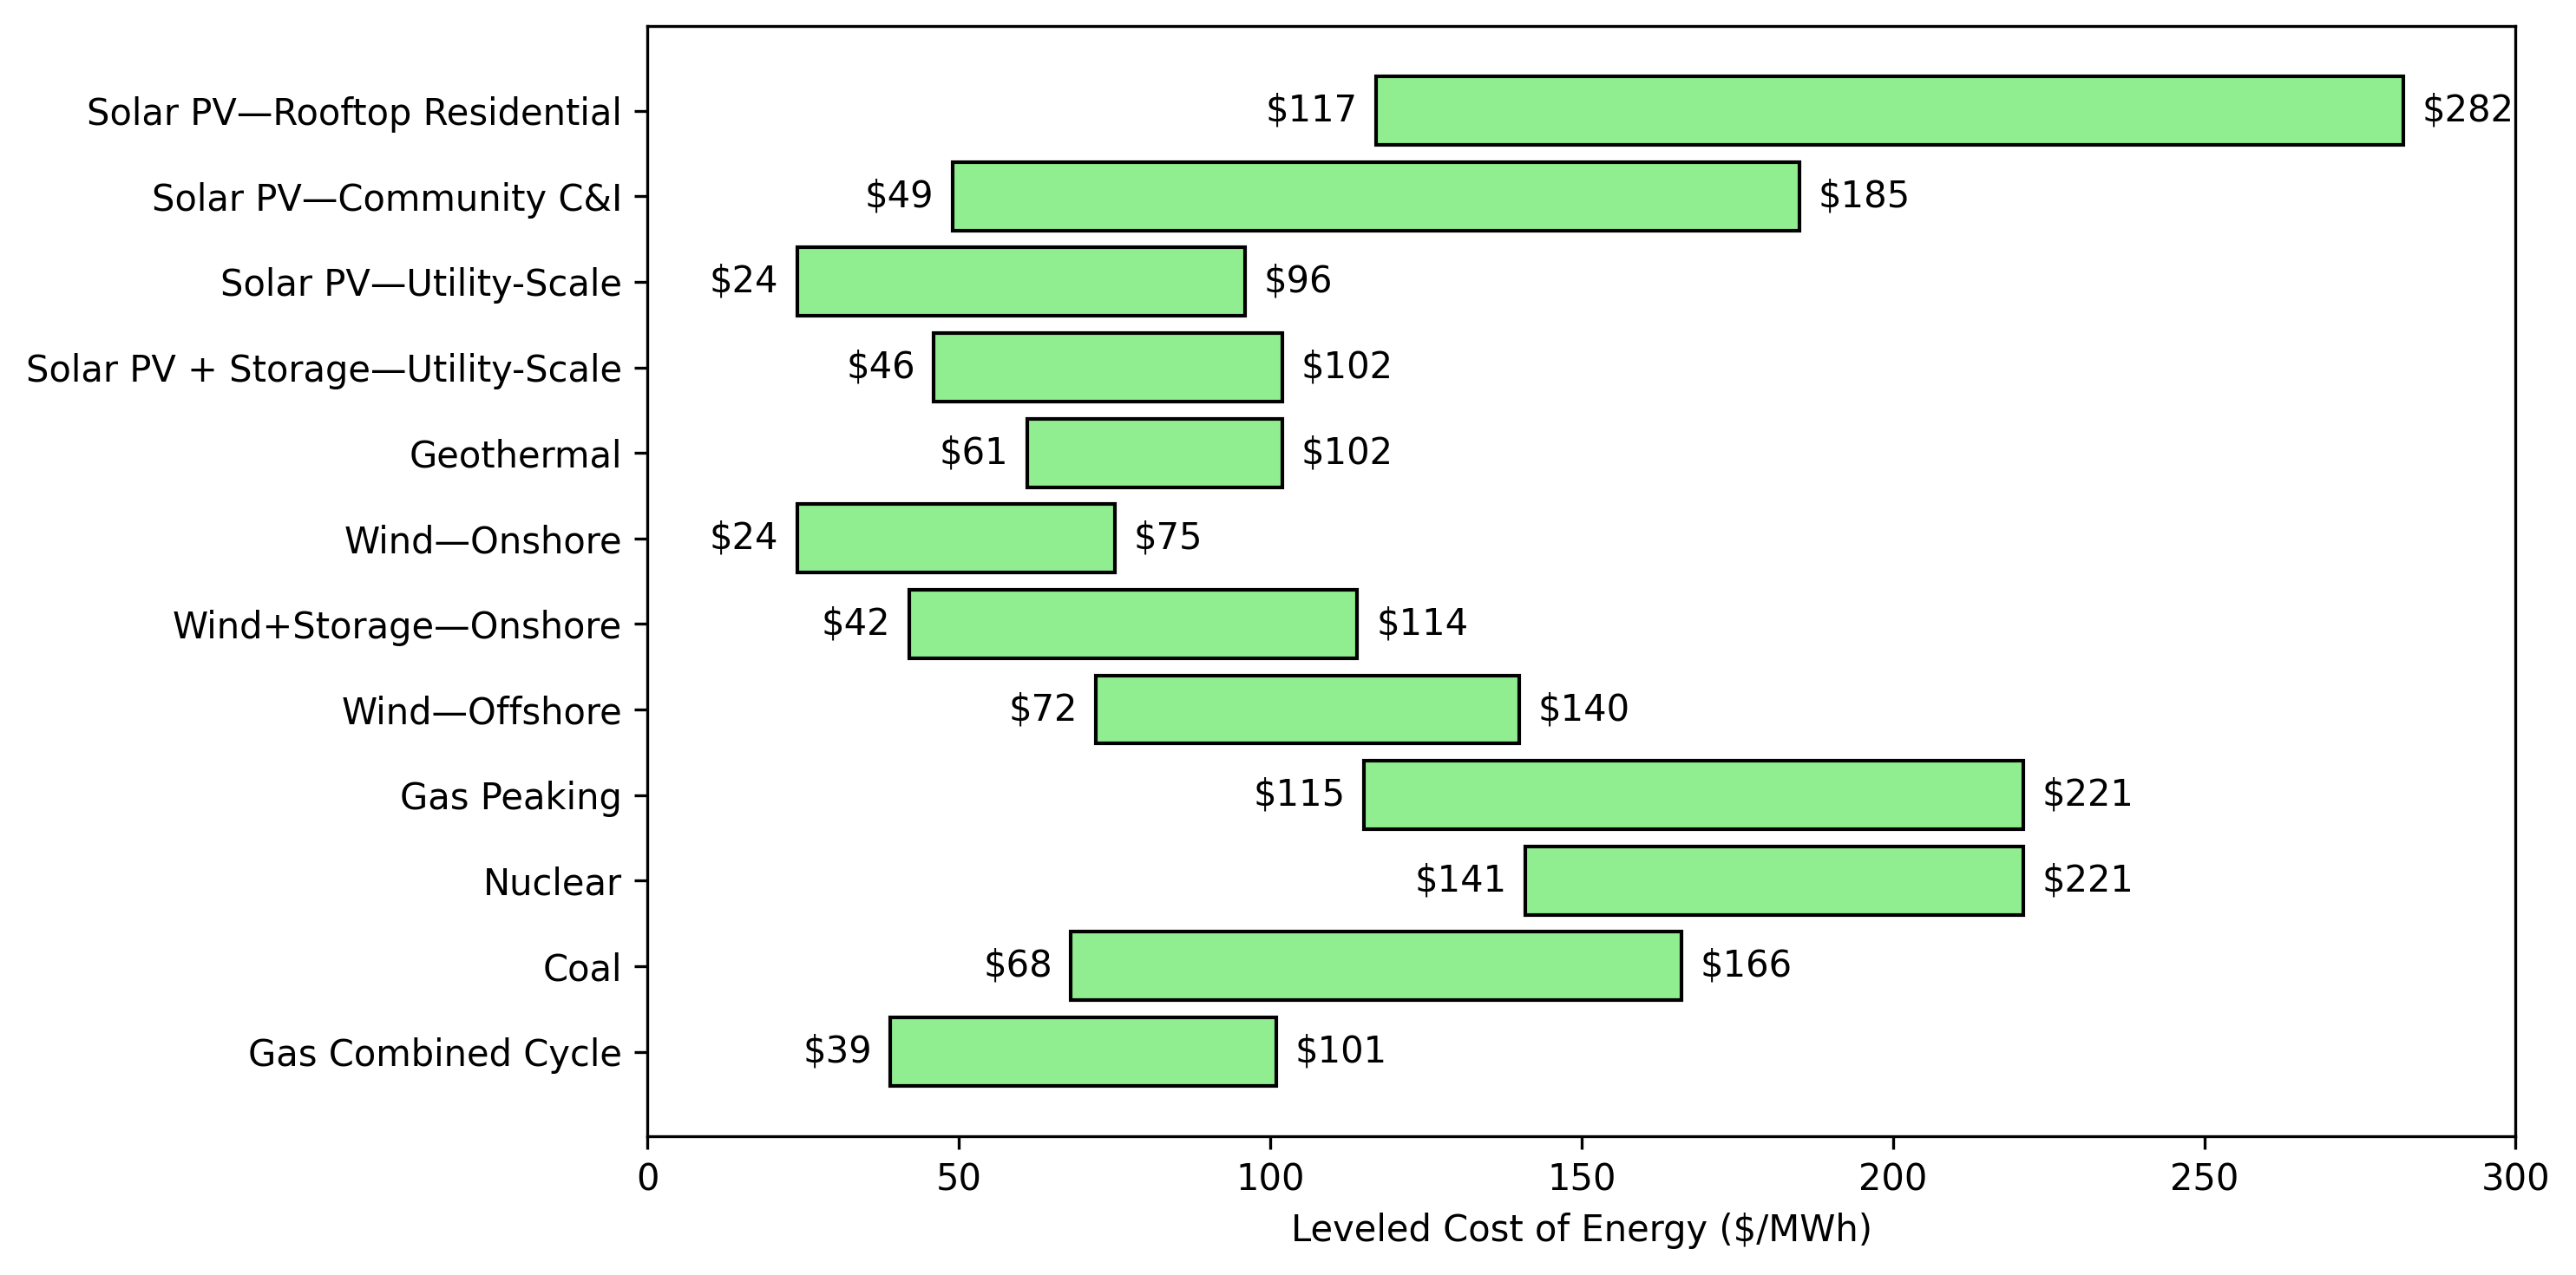 Solar PV—Rooftop Residential $117 $282
Solar PV—Community C&I $49 $185
Solar PV—Utility-Scale $24 $96
Solar PV + Storage—Utility-Scale $46 $102
Geothermal $61 $102
Wind—Onshore $24 $75
Wind+Storage—Onshore $42 $114
Wind—Offshore $72 $140
Gas Peaking $115 $221
Nuclear $141 $221
Coal $68 $166
Gas Combined Cycle $39 $101
0 50 100 150 200 250 300
Leveled Cost of Energy ($/MWh)